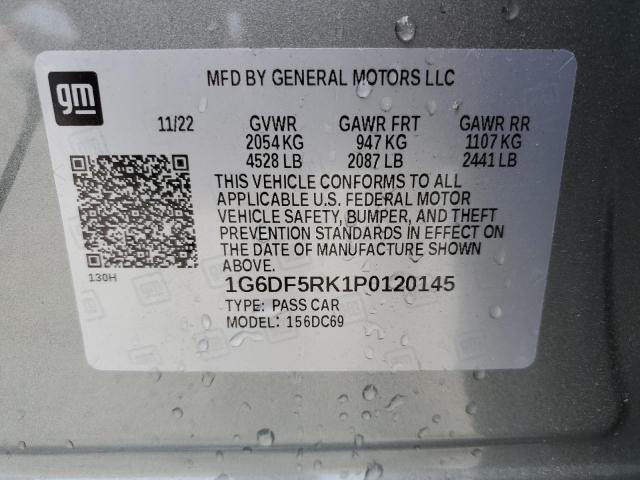 gm
MFD BY GENERAL MOTORS LLC
11/22 GVWR GAWR FRT GAWR RR
2054 KG 947 KG 1107 KG
4528 LB 2087 LB 2441 LB
THIS VEHICLE CONFORMS TO ALL
APPLICABLE U.S. FEDERAL MOTOR
VEHICLE SAFETY, BUMPER, AND THEFT
PREVENTION STANDARDS IN EFFECT ON
THE DATE OF MANUFACTURE SHOWN
ABOVE.
130H
1G6DF5RK1P0120145
TYPE: PASS CAR
MODEL: 156DC69